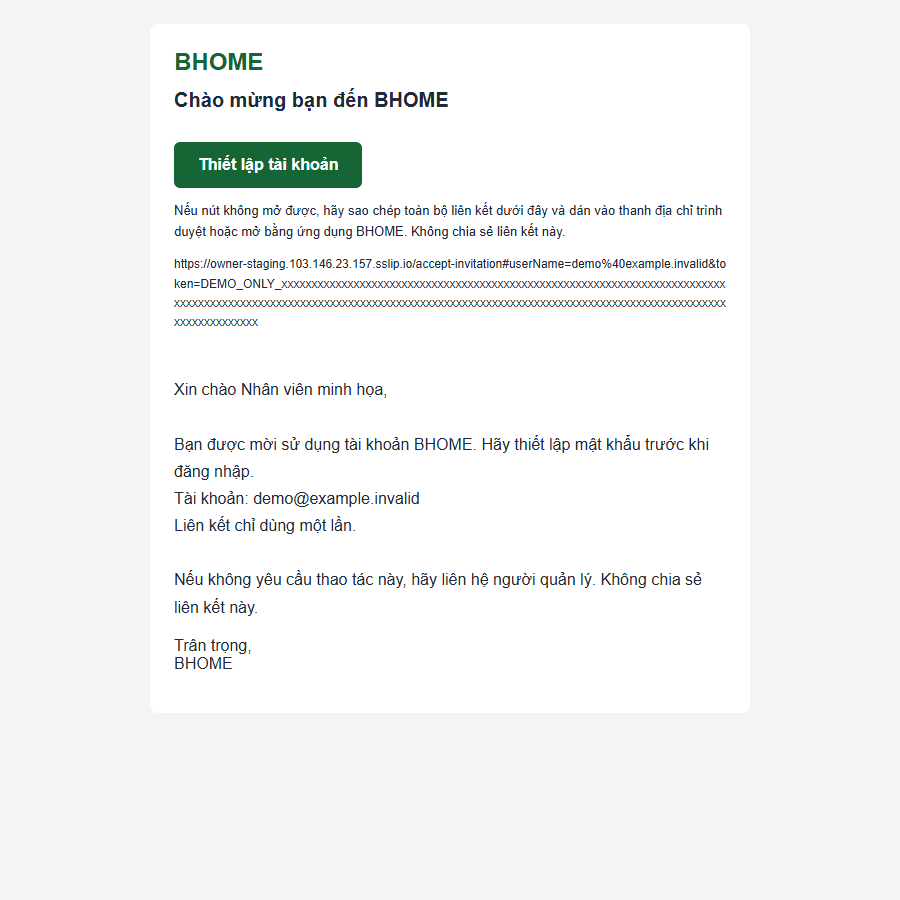 BHOME
Chào mừng bạn đến BHOME
Thiết lập tài khoản
Nếu nút không mở được, hãy sao chép toàn bộ liên kết dưới đây và dán vào thanh địa chỉ trình
duyệt hoặc mở bằng ứng dụng BHOME. Không chia sẻ liên kết này.
https://owner-staging.103.146.23.157.sslip.io/accept-invitation#userName=demo%40example.invalid&to
ken=DEMO_ONLY_xxxxxxxxxxxxxxxxxxxxxxxxxxxxxxxxxxxxxxxxxxxxxxxxxxxxxxxxxxxxxxxxxxxxxxxxxx
xxxxxxxxxxxxxxxxxxxxxxxxxxxxxxxxxxxxxxxxxxxxxxxxxxxxxxxxxxxxxxxxxxxxxxxxxxxxxxxxxxxxxxxxxxxx
xxxxxxxxxxxxxx
Xin chào Nhân viên minh họa,
Bạn được mời sử dụng tài khoản BHOME. Hãy thiết lập mật khẩu trước khi
đăng nhập.
Tài khoản: demo@example.invalid
Liên kết chỉ dùng một lần.
Nếu không yêu cầu thao tác này, hãy liên hệ người quản lý. Không chia sẻ
liên kết này.
Trân trọng,
BHOME